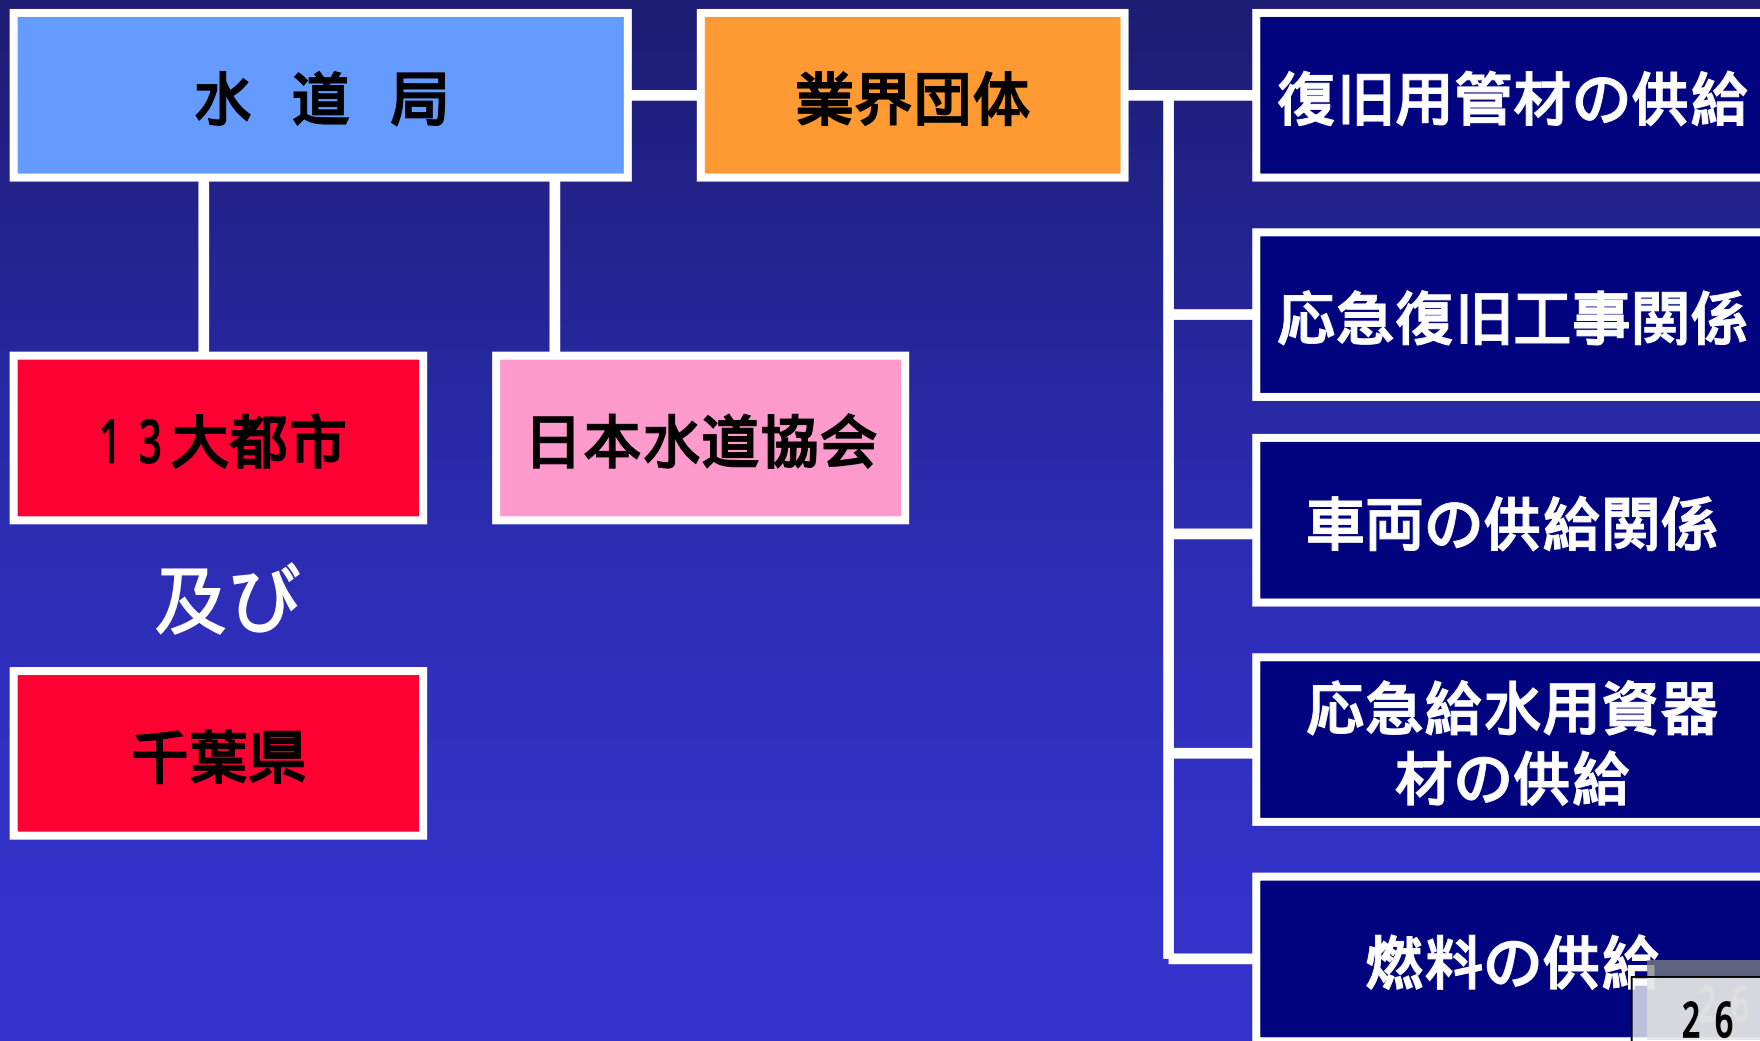 水 道 局
業界団体
復旧用管材の供給
応急復旧工事関係
13大都市
日本水道協会
車両の供給関係
及び
千葉県
応急給水用資器
材の供給
燃料の供給
26
26